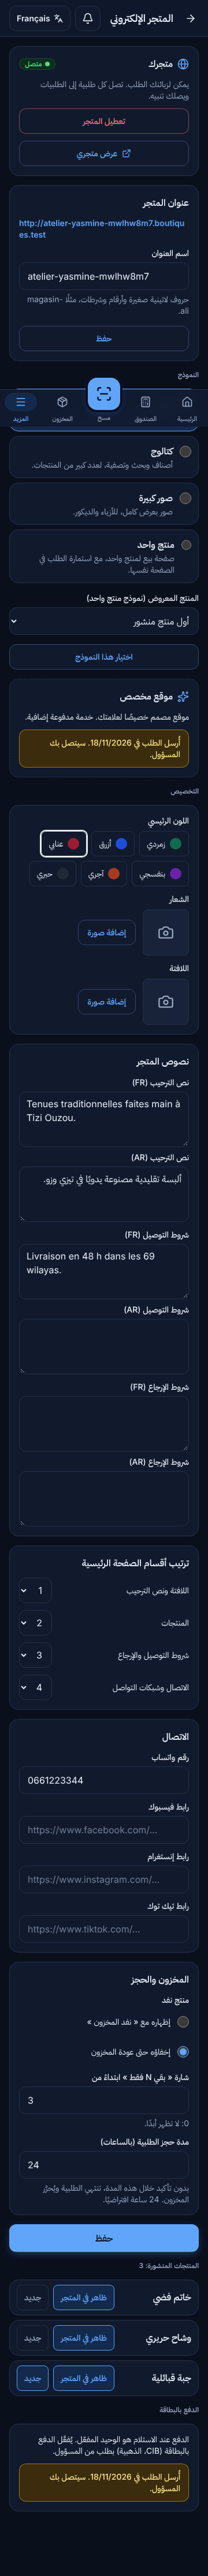 المتجر الإلكتروني
Français
متجرك
متصل
يمكن لزبائنك الطلب. تصل كل طلبية إلى الطلبيات
ويصلك تنبيه.
تعطيل المتجر
عرض متجري
عنوان المتجر
http://atelier-yasmine-mwlhw8m7.boutiqu
es.test
اسم العنوان
atelier-yasmine-mwlhw8m7
حروف لاتينية صغيرة وأرقام وشرطات، مثلًا magasin-
ali.
حفظ
النموذج
الرئيسية
الصندوق
مسح
المخزون
المزيد
كتالوج
أصناف وبحث وتصفية، لعدد كبير من المنتجات.
صور كبيرة
صور بعرض كامل، للأزياء والديكور.
منتج واحد
صفحة بيع لمنتج واحد، مع استمارة الطلب في
الصفحة نفسها.
المنتج المعروض (نموذج منتج واحد)
أول منتج منشور
اختيار هذا النموذج
موقع مخصص
موقع مصمم خصيصًا لعلامتك. خدمة مدفوعة إضافية.
أُرسل الطلب في 18/11/2026. سيتصل بك
المسؤول.
التخصيص
اللون الرئيسي
زمردي
أزرق
عنابي
بنفسجي
آجري
حبري
الشعار
إضافة صورة
اللافتة
إضافة صورة
نصوص المتجر
نص الترحيب (FR)
Tenues traditionnelles faites main à
Tizi Ouzou.
نص الترحيب (AR)
ألبسة تقليدية مصنوعة يدويًا في تيزي وزو.
شروط التوصيل (FR)
Livraison en 48 h dans les 69
wilayas.
شروط التوصيل (AR)
شروط الإرجاع (FR)
شروط الإرجاع (AR)
ترتيب أقسام الصفحة الرئيسية
اللافتة ونص الترحيب
1
المنتجات
2
شروط التوصيل والإرجاع
3
الاتصال وشبكات التواصل
4
الاتصال
رقم واتساب
0661223344
رابط فيسبوك
https://www.facebook.com/...
رابط إنستغرام
https://www.instagram.com/...
رابط تيك توك
https://www.tiktok.com/...
المخزون والحجز
منتج نفد
إظهاره مع « نفد المخزون »
إخفاؤه حتى عودة المخزون
شارة « بقي N فقط » ابتداءً من
3
0: لا تظهر أبدًا.
مدة حجز الطلبية (بالساعات)
24
بدون تأكيد خلال هذه المدة، تنتهي الطلبية ويُحرَّر
المخزون. 24 ساعة افتراضيًا.
حفظ
المنتجات المنشورة: 3
خاتم فضي
ظاهر في المتجر
جديد
وشاح حريري
ظاهر في المتجر
جديد
جبة قبائلية
ظاهر في المتجر
جديد
الدفع بالبطاقة
الدفع عند الاستلام هو الوحيد المفعّل. يُفعَّل الدفع
بالبطاقة (CIB، الذهبية) بطلب من المسؤول.
أُرسل الطلب في 18/11/2026. سيتصل بك
المسؤول.